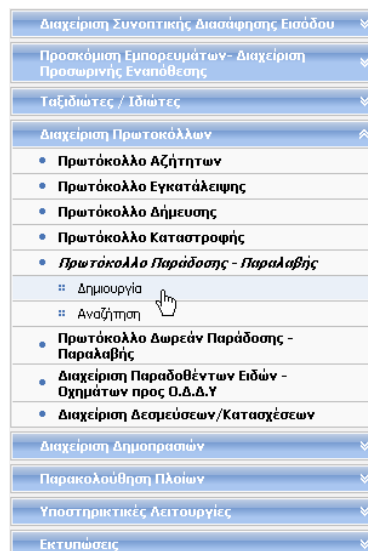 Διαχείριση Συνοπτικής Διασάφησης Εισόδου
Προσκόμιση Εμπορευμάτων- Διαχείριση
Προσωρινής Εναπόθεσης
Ταξιδιώτες / Ιδιώτες
Διαχείριση Πρωτοκόλλων
Πρωτόκολλο Αζήτητων
Πρωτόκολλο Εγκατάλειψης
Πρωτόκολλο Δήμευσης
Πρωτόκολλο Καταστροφής
Πρωτόκολλο Παράδοσης - Παραλαβής
Δημιουργία
Αναζήτηση
Πρωτόκολλο Δωρεάν Παράδοσης -
Παραλαβής
Διαχείριση Παραδοθέντων Ειδών -
Οχημάτων προς Ο.Δ.Δ.Υ
Διαχείριση Δεσμεύσεων/Κατασχέσεων
Διαχείριση Δημοπρασιών
Παρακολούθηση Πλοίων
Υποστηρικτικές Λειτουργίες
Εκτυπώσεις